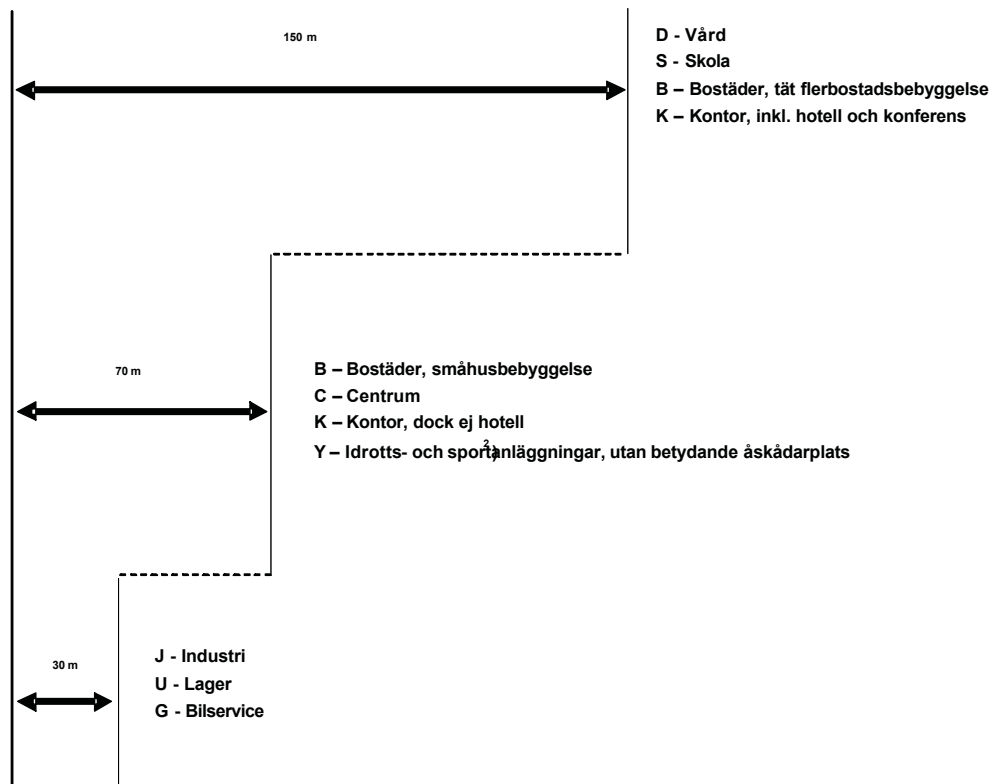 150 m
D - Vård
S - Skola
B – Bostäder, tät flerbostadsbebyggelse
K – Kontor, inkl. hotell och konferens
70 m
B – Bostäder, småhusbebyggelse
C – Centrum
K – Kontor, dock ej hotell
Y – Idrotts- och sportanläggningar, utan betydande åskådarplats
2)
30 m
J - Industri
U - Lager
G - Bilservice